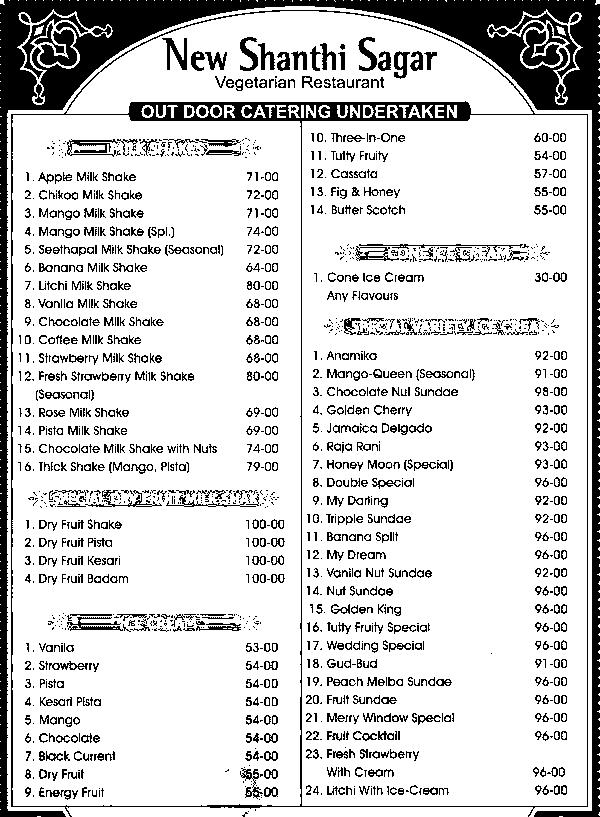 New Shanthi Sagar
Vegetarian Restaurant
OUT DOOR CATERING UNDERTAKEN
MILK SHAKES
1. Apple Milk Shake 71-00
2. Chikoo Milk Shake 72-00
3. Mango Milk Shake 71-00
4. Mango Milk Shake (Spl.) 74-00
5. Seethapal Milk Shake (Seasonal) 72-00
6. Banana Milk Shake 64-00
7. Litchi Milk Shake 80-00
8. Vanila Milk Shake 68-00
9. Chocolate Milk Shake 68-00
10. Coffee Milk Shake 68-00
11. Strawberry Milk Shake 68-00
12. Fresh Strawberry Milk Shake 80-00
(Seasonal)
13. Rose Milk Shake 69-00
14. Pista Milk Shake 69-00
15. Chocolate Milk Shake with Nuts 74-00
16. Thick Shake (Mango, Pista) 79-00
SPECIAL DRY FRUIT MILK SHAK
1. Dry Fruit Shake 100-00
2. Dry Fruit Pista 100-00
3. Dry Fruit Kesari 100-00
4. Dry Fruit Badam 100-00
ICE CREAM
1. Vanila 53-00
2. Strawberry 54-00
3. Pista 54-00
4. Kesari Pista 54-00
5. Mango 54-00
6. Chocolate 54-00
7. Black Current 54-00
8. Dry Fruit 55-00
9. Energy Fruit 55-00
10. Three-In-One 60-00
11. Tutty Fruity 54-00
12. Cassata 57-00
13. Fig & Honey 55-00
14. Butter Scotch 55-00
CONE ICE CREAM
1. Cone Ice Cream 30-00
Any Flavours
SPECIAL VARIETY ICE CREA
1. Anamika 92-00
2. Mango-Queen (Seasonal) 91-00
3. Chocolate Nut Sundae 98-00
4. Golden Cherry 93-00
5. Jamaica Delgado 92-00
6. Raja Rani 93-00
7. Honey Moon (Special) 93-00
8. Double Special 96-00
9. My Darling 92-00
10. Tripple Sundae 92-00
11. Banana Split 96-00
12. My Dream 96-00
13. Vanila Nut Sundae 92-00
14. Nut Sundae 96-00
15. Golden King 96-00
16. Tutty Fruity Special 96-00
17. Wedding Special 96-00
18. Gud-Bud 91-00
19. Peach Melba Sundae 96-00
20. Fruit Sundae 96-00
21. Merry Window Special 96-00
22. Fruit Cocktail 96-00
23. Fresh Strawberry
With Cream 96-00
24. Litchi With Ice-Cream 96-00